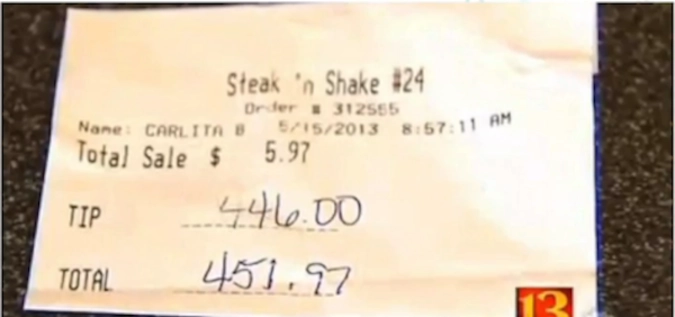 Steak 'n Shake #24
Order # 312555
Name: CARLITA B 5/15/2013 8:57:11 AM
Total Sale $ 5.97
TIP 446.00
TOTAL 451.97
13